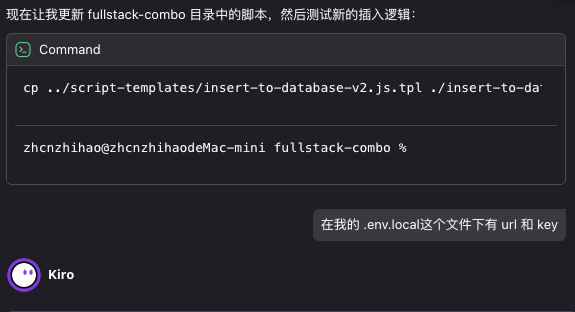 现在让我更新 fullstack-combo 目录中的脚本，然后测试新的插入逻辑：
Command
cp ../script-templates/insert-to-database-v2.js.tpl ./insert-to-da
zhcnzhihao@zhcnzhihaodeMac-mini fullstack-combo %
在我的 .env.local这个文件下有 url 和 key
Kiro